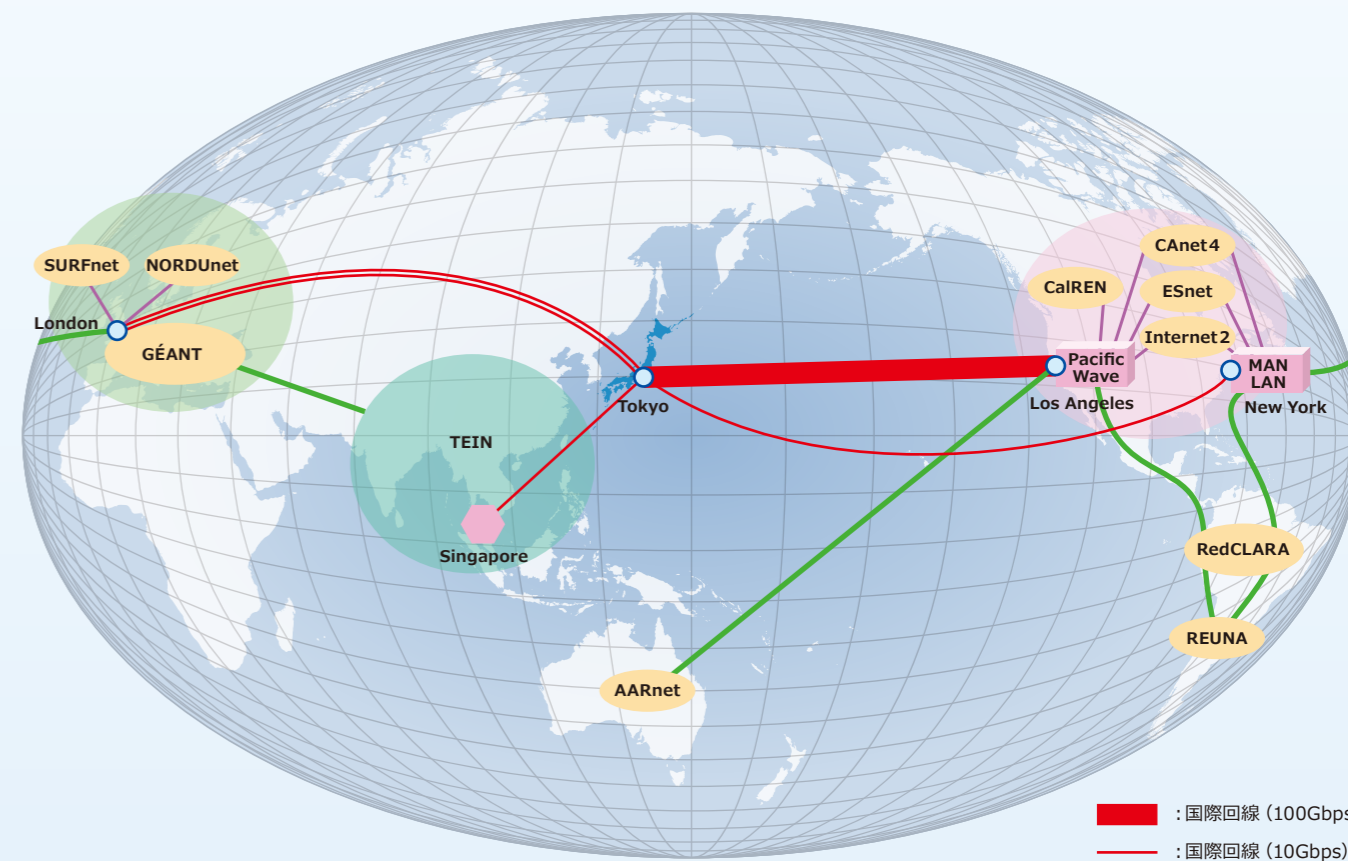 SURFnet
NORDUnet
London
GÉANT
TEIN
Singapore
Tokyo
CAnet4
CalREN
ESnet
Internet2
Pacific
Wave
Los Angeles
MAN
LAN
New York
RedCLARA
REUNA
AARnet
:国際回線(100Gbps
:国際回線(10Gbps)